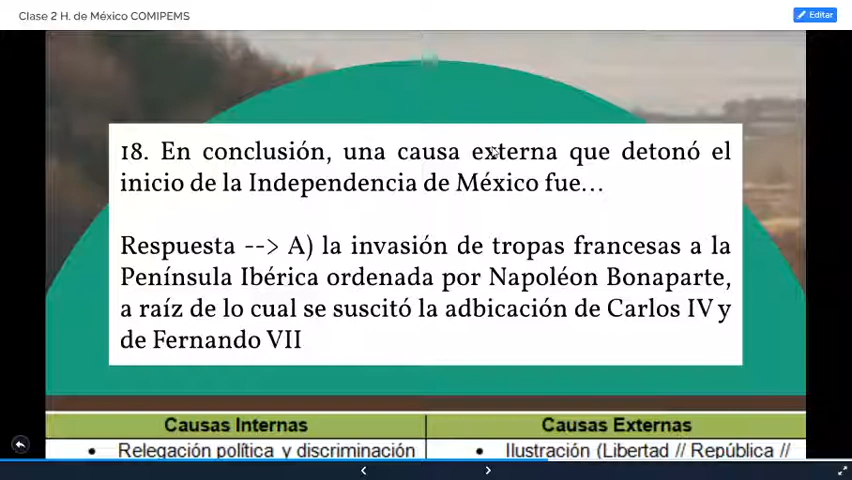 Clase 2 H. de México COMIPEMS
Editar
18. En conclusión, una causa externa que detonó el
inicio de la Independencia de México fue...
Respuesta --> A) la invasión de tropas francesas a la
Península Ibérica ordenada por Napoléon Bonaparte,
a raíz de lo cual se suscitó la adbicación de Carlos IV y
de Fernando VII
Causas Internas
Causas Externas
• Relegación política y discriminación
• Ilustración (Libertad // República //